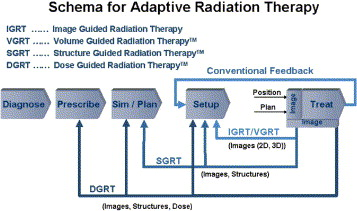 Schema for Adaptive Radiation Therapy
IGRT …… Image Guided Radiation Therapy
VGRT …… Volume Guided Radiation Therapy™
SGRT …… Structure Guided Radiation Therapy™
DGRT …… Dose Guided Radiation Therapy™
Conventional Feedback
Diagnose
Prescribe
Sim / Plan
Setup
Position
Plan
Image
Treat
Image
IGRT/VGRT
(Images (2D, 3D))
SGRT
(Images, Structures)
DGRT
(Images, Structures, Dose)